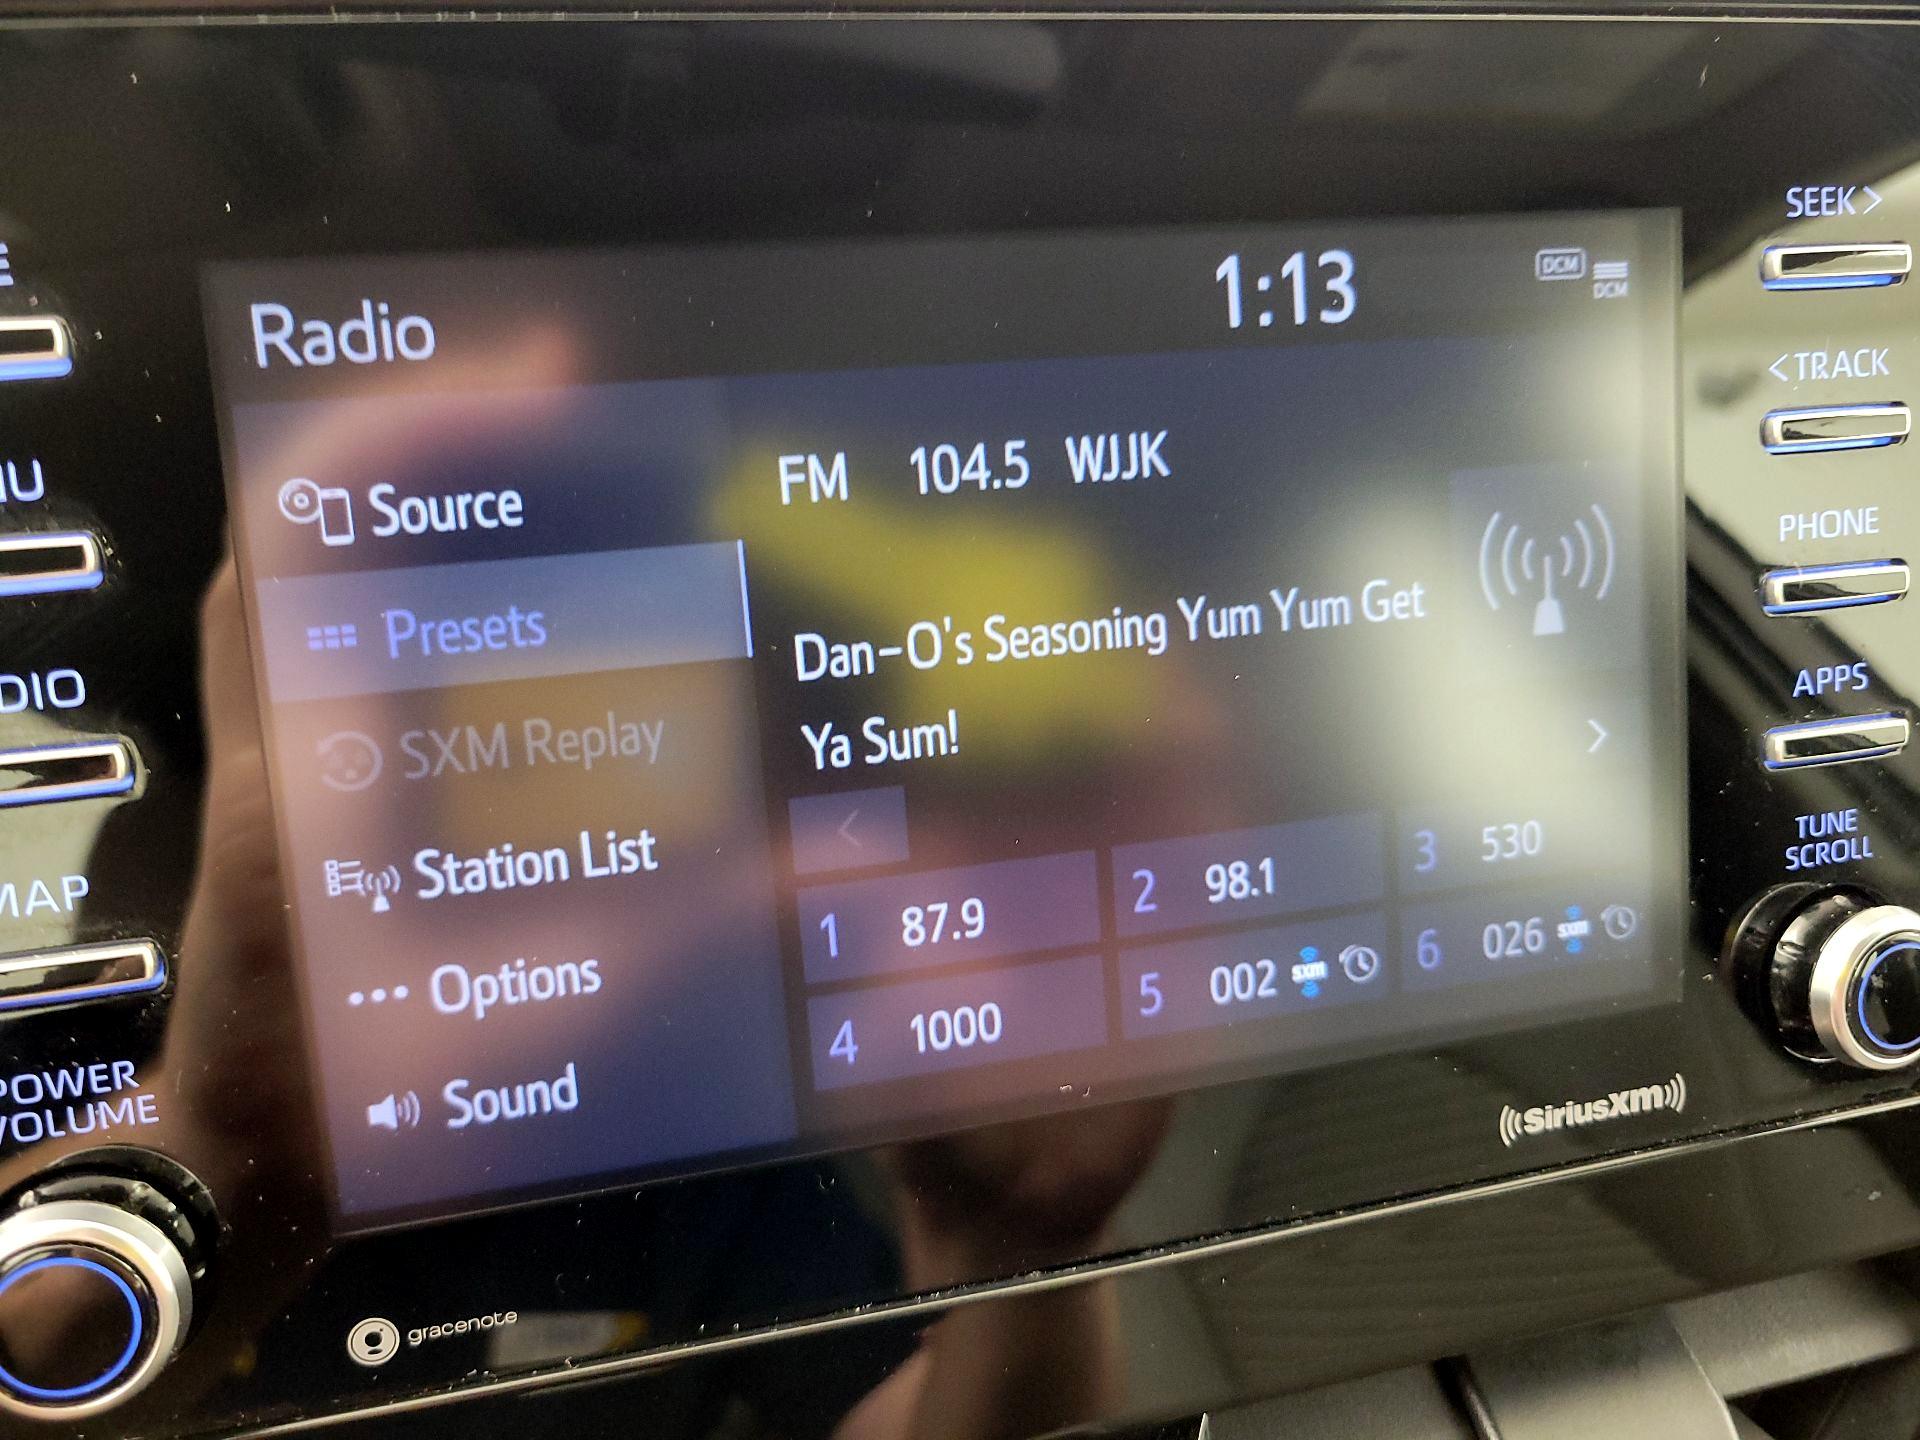 Radio
1:13
DCM
DCM
Source
Presets
SXM Replay
Station List
Options
Sound
FM 104.5 WJJK
Dan-O's Seasoning Yum Yum Get
Ya Sum!
1 87.9
2 98.1
3 530
4 1000
5 002 sxm
6 026 sxm
DIO
MAP
POWER
VOLUME
SEEK >
< TRACK
PHONE
APPS
TUNE
SCROLL
gracenote
siriusxm